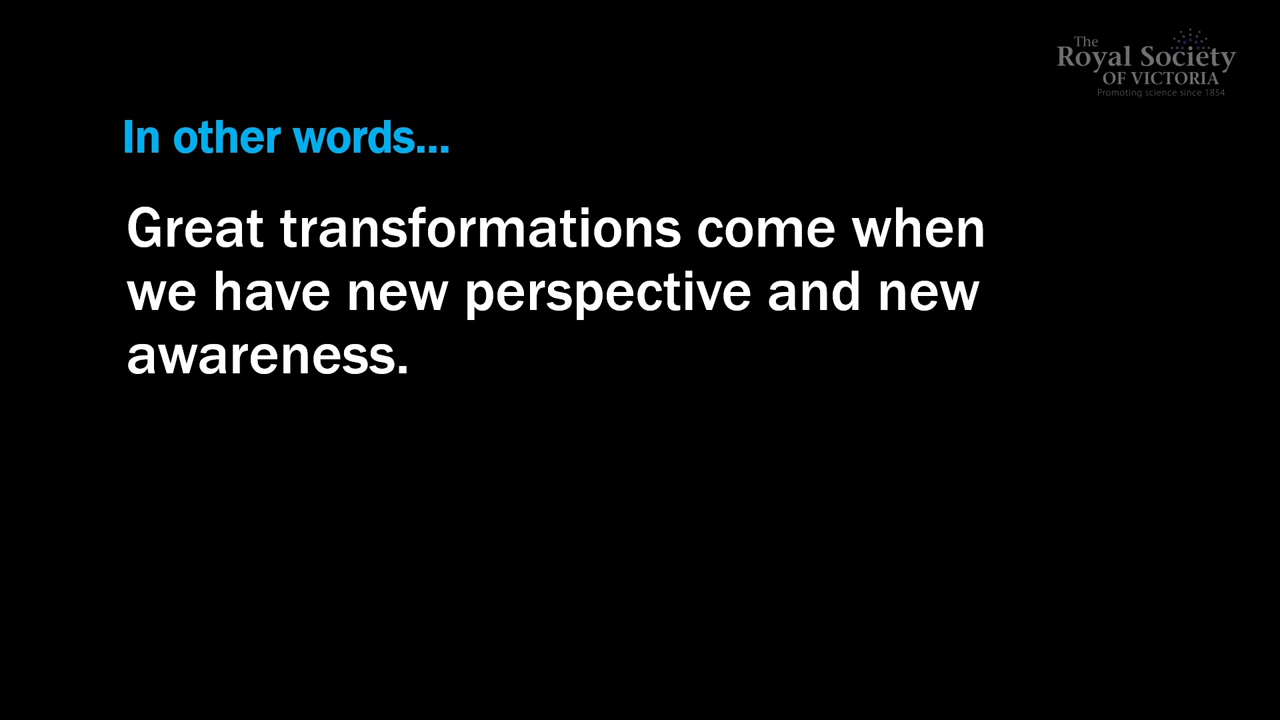 The
Royal Society
OF VICTORIA
Promoting science since 1854
In other words...
Great transformations come when
we have new perspective and new
awareness.